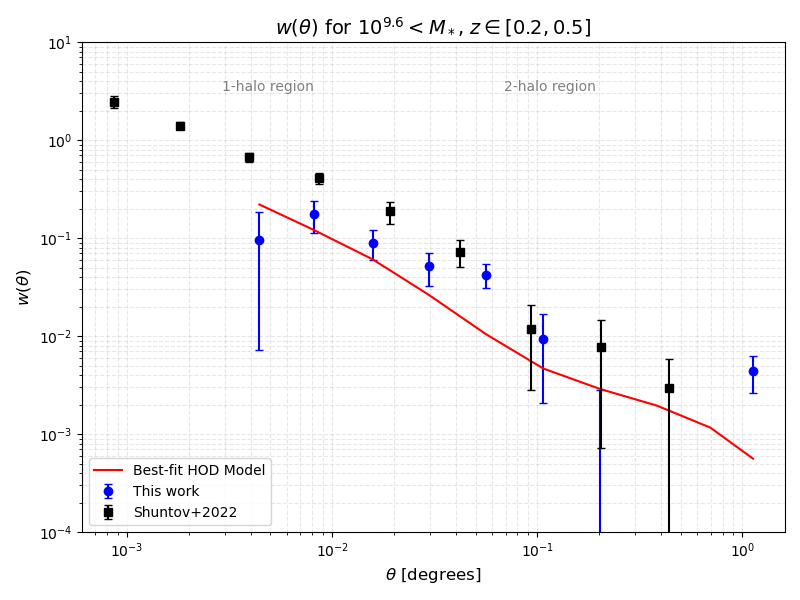 w(θ) for 10^9.6 < M_*, z ∈ [0.2, 0.5]
1-halo region
2-halo region
10^1
10^0
10^−1
10^−2
10^−3
10^−4
w(θ)
Best-fit HOD Model
This work
Shuntov+2022
10^−3
10^−2
10^−1
10^0
θ [degrees]